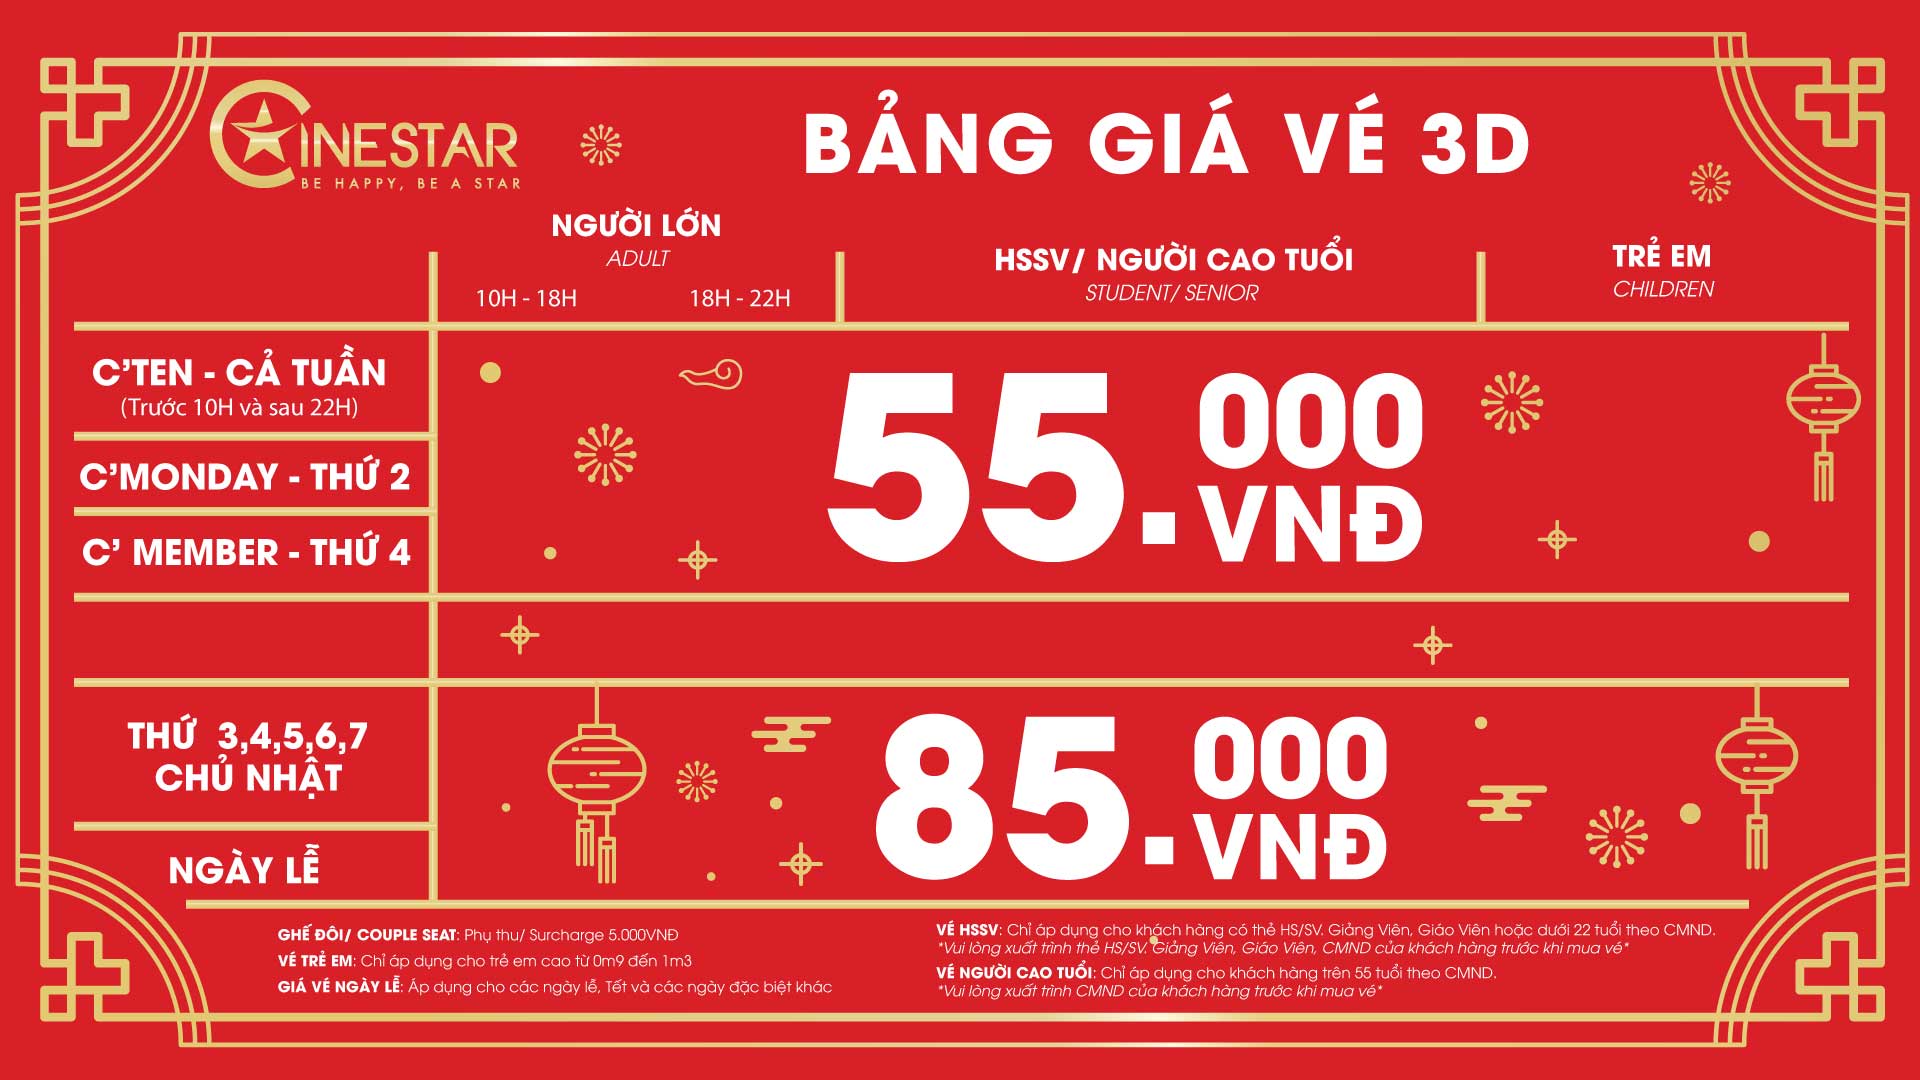 CINESTAR
BE HAPPY, BE A STAR
BẢNG GIÁ VÉ 3D
NGƯỜI LỚN
ADULT
10H - 18H
18H - 22H
HSSV/ NGƯỜI CAO TUỔI
STUDENT/ SENIOR
TRẺ EM
CHILDREN
C'TEN - CẢ TUẦN
(Trước 10H và sau 22H)
C'MONDAY - THỨ 2
C' MEMBER - THỨ 4
55.000 VNĐ
THỨ 3,4,5,6,7
CHỦ NHẬT
NGÀY LỄ
85.000 VNĐ
GHẾ ĐÔI/ COUPLE SEAT: Phụ thu/ Surcharge 5.000VNĐ
VÉ TRẺ EM: Chỉ áp dụng cho trẻ em cao từ 0m9 đến 1m3
GIÁ VÉ NGÀY LỄ: Áp dụng cho các ngày lễ, Tết và các ngày đặc biệt khác
VÉ HSSV: Chỉ áp dụng cho khách hàng có thẻ HS/SV. Giảng Viên, Giáo Viên hoặc dưới 22 tuổi theo CMND.
*Vui lòng xuất trình thẻ HS/SV. Giảng Viên, Giáo Viên, CMND của khách hàng trước khi mua vé*
VÉ NGƯỜI CAO TUỔI: Chỉ áp dụng cho khách hàng trên 55 tuổi theo CMND.
*Vui lòng xuất trình CMND của khách hàng trước khi mua vé*